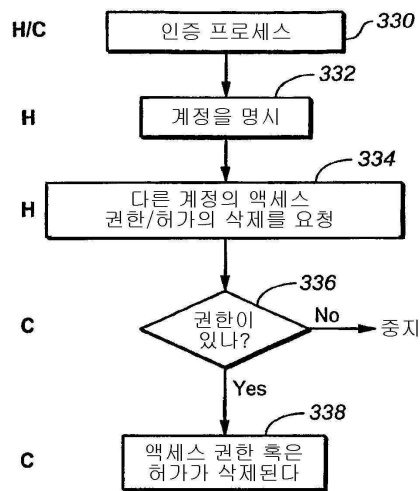 H/C
인증 프로세스
330
332
H
계정을 명시
334
H
다른 계정의 액세스
권한/허가의 삭제를 요청
336
C
권한이
있나?
No
중지
Yes
338
C
액세스 권한 혹은
허가가 삭제된다